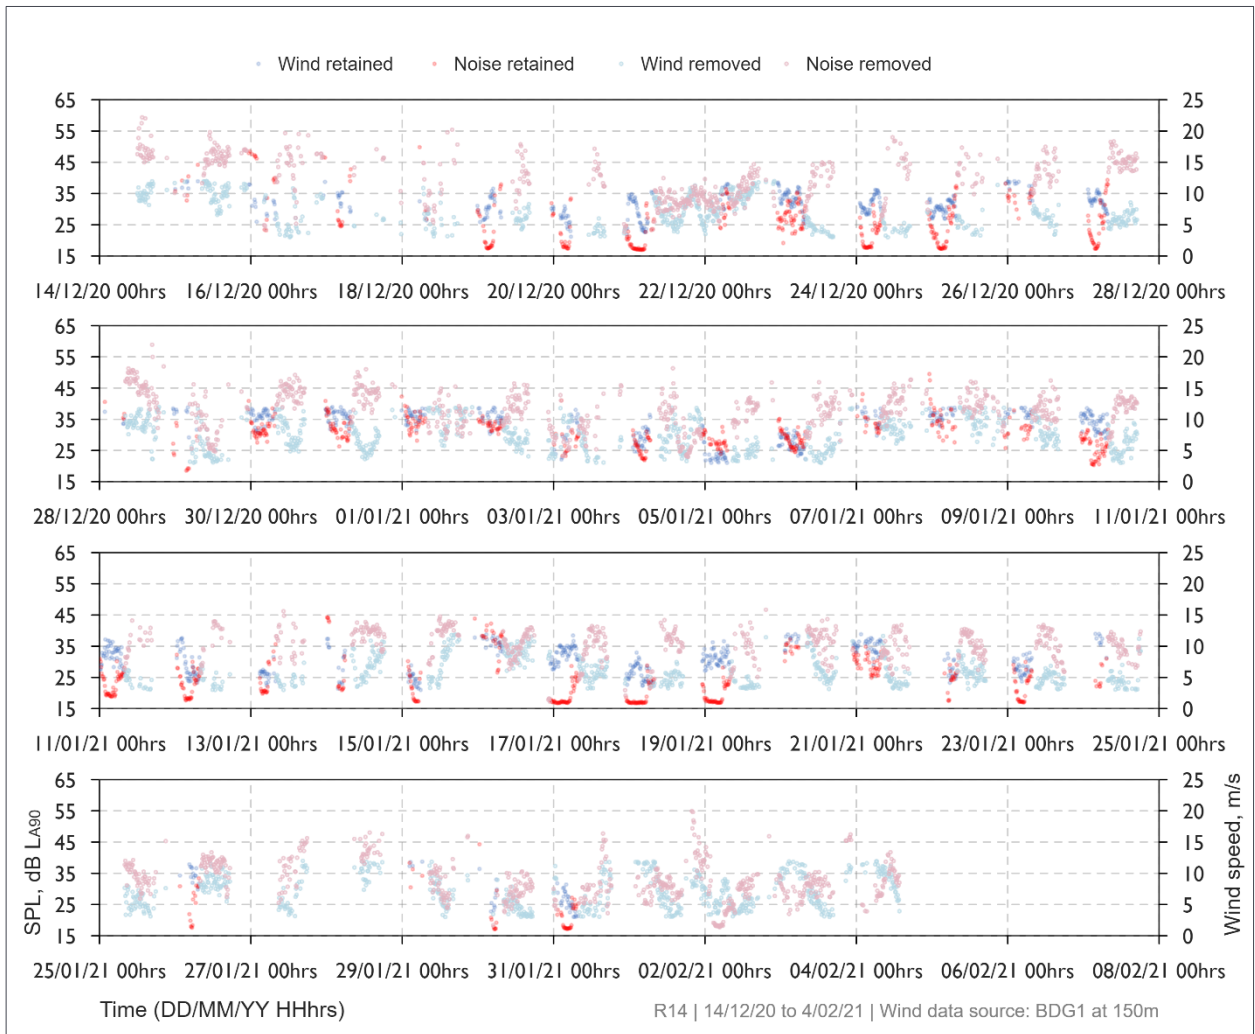 Wind retained Noise retained Wind removed Noise removed
65 25
55 20
45 15
35 10
25 5
15 0
14/12/20 00hrs 16/12/20 00hrs 18/12/20 00hrs 20/12/20 00hrs 22/12/20 00hrs 24/12/20 00hrs 26/12/20 00hrs 28/12/20 00hrs
65 25
55 20
45 15
35 10
25 5
15 0
28/12/20 00hrs 30/12/20 00hrs 01/01/21 00hrs 03/01/21 00hrs 05/01/21 00hrs 07/01/21 00hrs 09/01/21 00hrs 11/01/21 00hrs
65 25
55 20
45 15
35 10
25 5
15 0
11/01/21 00hrs 13/01/21 00hrs 15/01/21 00hrs 17/01/21 00hrs 19/01/21 00hrs 21/01/21 00hrs 23/01/21 00hrs 25/01/21 00hrs
SPL, dB LA90
65 25
55 20
45 15
35 10
25 5
15 0
Wind speed, m/s
25/01/21 00hrs 27/01/21 00hrs 29/01/21 00hrs 31/01/21 00hrs 02/02/21 00hrs 04/02/21 00hrs 06/02/21 00hrs 08/02/21 00hrs
Time (DD/MM/YY HHhrs)
R14 | 14/12/20 to 4/02/21 | Wind data source: BDG1 at 150m